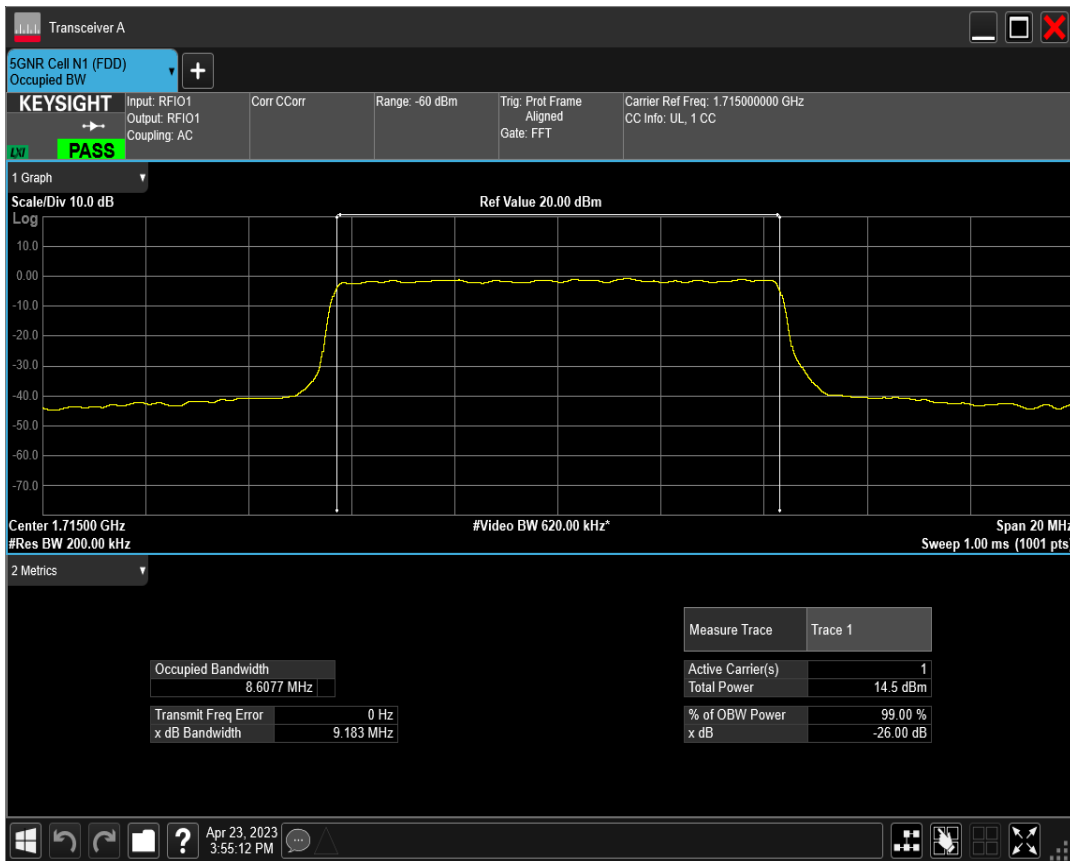 Transceiver A
5GNR Cell N1 (FDD)
Occupied BW
+
KEYSIGHT
LXI
PASS
Input: RFIO1
Output: RFIO1
Coupling: AC
Corr CCorr
Range: -60 dBm
Trig: Prot Frame
Aligned
Gate: FFT
Carrier Ref Freq: 1.715000000 GHz
CC Info: UL, 1 CC
1 Graph
Scale/Div 10.0 dB
Ref Value 20.00 dBm
Log
10.0
0.00
-10.0
-20.0
-30.0
-40.0
-50.0
-60.0
-70.0
Center 1.71500 GHz
#Video BW 620.00 kHz*
Span 20 MHz
#Res BW 200.00 kHz
Sweep 1.00 ms (1001 pts)
2 Metrics
Measure Trace Trace 1
Occupied Bandwidth
8.6077 MHz
Active Carrier(s) 1
Total Power 14.5 dBm
Transmit Freq Error 0 Hz
x dB Bandwidth 9.183 MHz
% of OBW Power 99.00 %
x dB -26.00 dB
?
Apr 23, 2023
3:55:12 PM